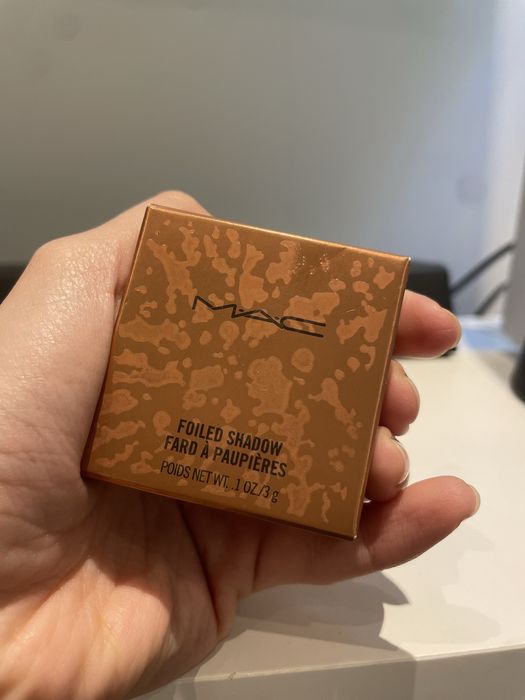 MAC
FOILED SHADOW
FARD À PAUPIÈRES
POIDS NET WT. .1 OZ/3 g